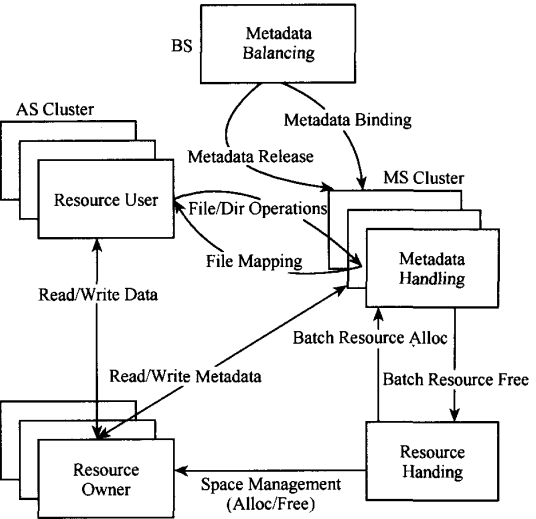 BS
Metadata
Balancing
AS Cluster
Metadata Binding
Metadata Release
MS Cluster
Resource User
File/Dir Operations
File Mapping
Metadata
Handling
Read/Write Data
Batch Resource Alloc
Read/Write Metadata
Batch Resource Free
Resource
Owner
Space Management
(Alloc/Free)
Resource
Handing